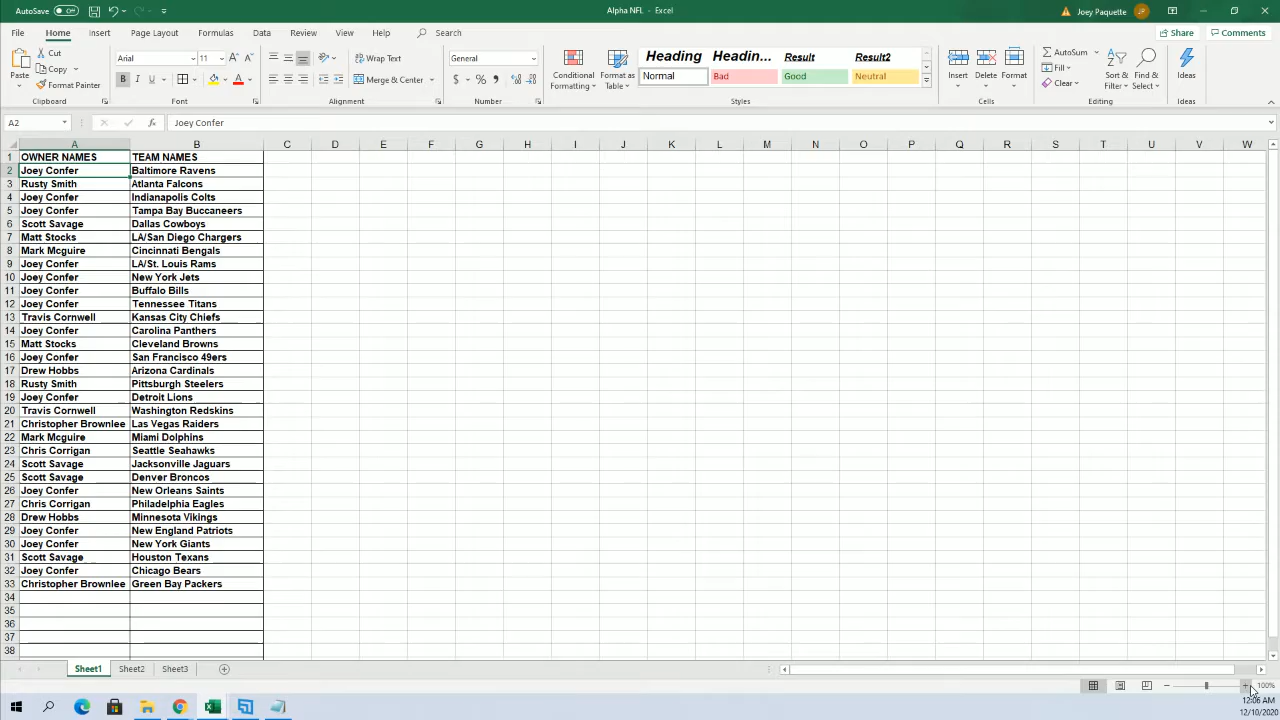 AutoSave Off Alpha NFL - Excel Joey Paquette JP
File Home Insert Page Layout Formulas Data Review View Help Search Share Comments
Paste Cut Copy Format Painter Clipboard
Arial 11 A A B I U A Font
ab Wrap Text Merge & Center Alignment
General $ % , Number
Conditional Formatting Format as Table
Heading Headin... Result Result2
Normal Bad Good Neutral Styles
Insert Delete Format Cells
AutoSum Fill Clear Sort & Filter Find & Select Editing
Ideas Ideas
A2 fx Joey Confer
A B C D E F G H I J K L M N O P Q R S T U V W
1 OWNER NAMES TEAM NAMES
2 Joey Confer Baltimore Ravens
3 Rusty Smith Atlanta Falcons
4 Joey Confer Indianapolis Colts
5 Joey Confer Tampa Bay Buccaneers
6 Scott Savage Dallas Cowboys
7 Matt Stocks LA/San Diego Chargers
8 Mark Mcguire Cincinnati Bengals
9 Joey Confer LA/St. Louis Rams
10 Joey Confer New York Jets
11 Joey Confer Buffalo Bills
12 Joey Confer Tennessee Titans
13 Travis Cornwell Kansas City Chiefs
14 Joey Confer Carolina Panthers
15 Matt Stocks Cleveland Browns
16 Joey Confer San Francisco 49ers
17 Drew Hobbs Arizona Cardinals
18 Rusty Smith Pittsburgh Steelers
19 Joey Confer Detroit Lions
20 Travis Cornwell Washington Redskins
21 Christopher Brownlee Las Vegas Raiders
22 Mark Mcguire Miami Dolphins
23 Chris Corrigan Seattle Seahawks
24 Scott Savage Jacksonville Jaguars
25 Scott Savage Denver Broncos
26 Joey Confer New Orleans Saints
27 Chris Corrigan Philadelphia Eagles
28 Drew Hobbs Minnesota Vikings
29 Joey Confer New England Patriots
30 Joey Confer New York Giants
31 Scott Savage Houston Texans
32 Joey Confer Chicago Bears
33 Christopher Brownlee Green Bay Packers
34
35
36
37
38
Sheet1 Sheet2 Sheet3
100%
12:06 AM
12/10/2020